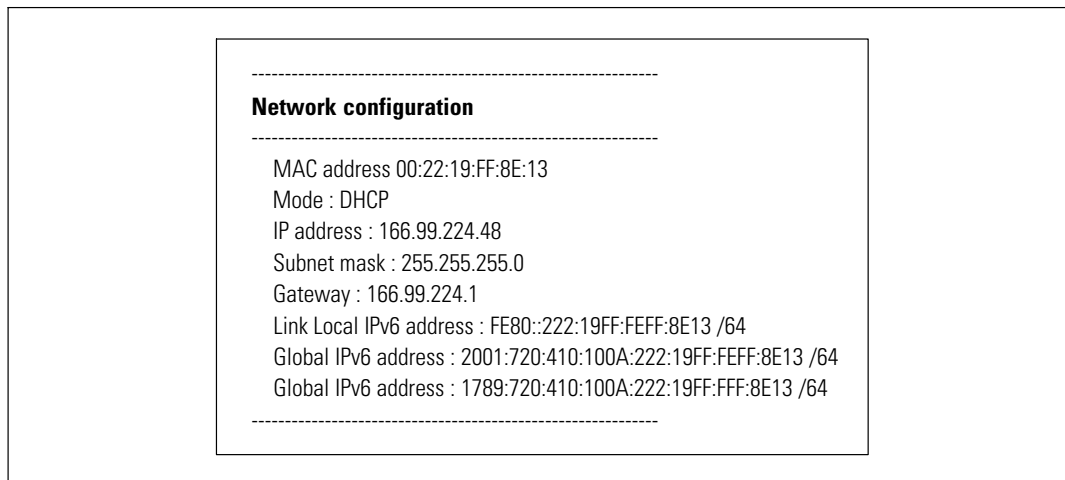 ------------------------------------------------------------
Network configuration
------------------------------------------------------------
MAC address 00:22:19:FF:8E:13
Mode : DHCP
IP address : 166.99.224.48
Subnet mask : 255.255.255.0
Gateway : 166.99.224.1
Link Local IPv6 address : FE80::222:19FF:FEFF:8E13 /64
Global IPv6 address : 2001:720:410:100A:222:19FF:FEFF:8E13 /64
Global IPv6 address : 1789:720:410:100A:222:19FF:FFF:8E13 /64
------------------------------------------------------------